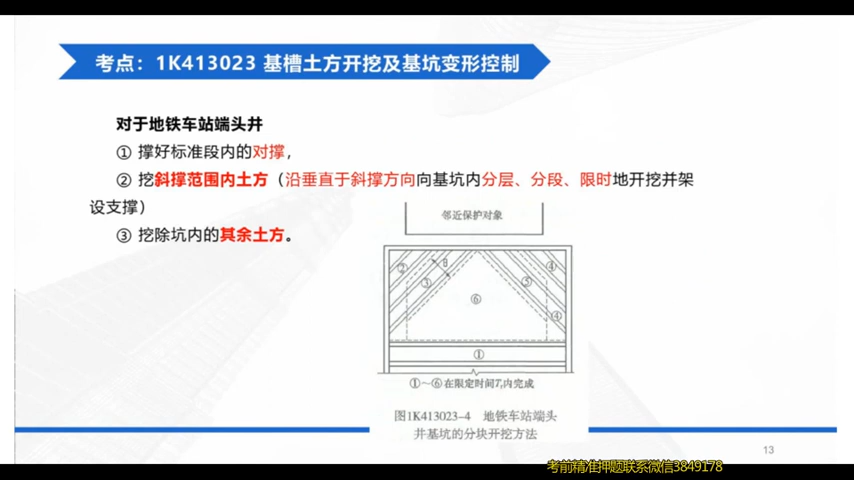 考点：1K413023 基槽土方开挖及基坑变形控制
对于地铁车站端头井
① 撑好标准段内的对撑，
② 挖斜撑范围内土方（沿垂直于斜撑方向向基坑内分层、分段、限时地开挖并架
设支撑）
③ 挖除坑内的其余土方。
邻近保护对象
② B ④
③ ⑤
⑥
④
①
①～⑥在限定时间Tr内完成
图1K413023-4 地铁车站端头
井基坑的分块开挖方法
13
考前精准押题联系微信3849178